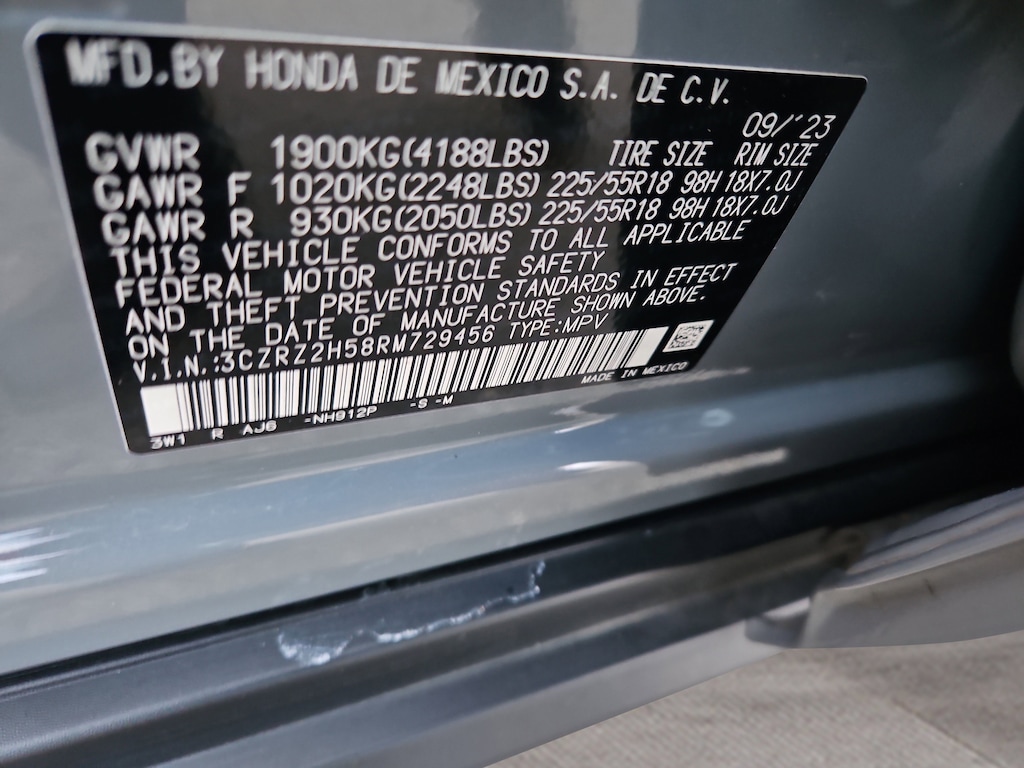 MFD.BY HONDA DE MEXICO S.A. DE C.V.
09/'23
GVWR 1900KG(4188LBS) TIRE SIZE RIM SIZE
GAWR F 1020KG(2248LBS) 225/55R18 98H 18X7.0J
GAWR R 930KG(2050LBS) 225/55R18 98H 18X7.0J
THIS VEHICLE CONFORMS TO ALL APPLICABLE
FEDERAL MOTOR VEHICLE SAFETY
AND THEFT PREVENTION STANDARDS IN EFFECT
ON THE DATE OF MANUFACTURE SHOWN ABOVE.
V.I.N.:3CZRZ2H58RM729456 TYPE:MPV
MADE IN MEXICO
3W1 R AJ6 -NH912P -S -M